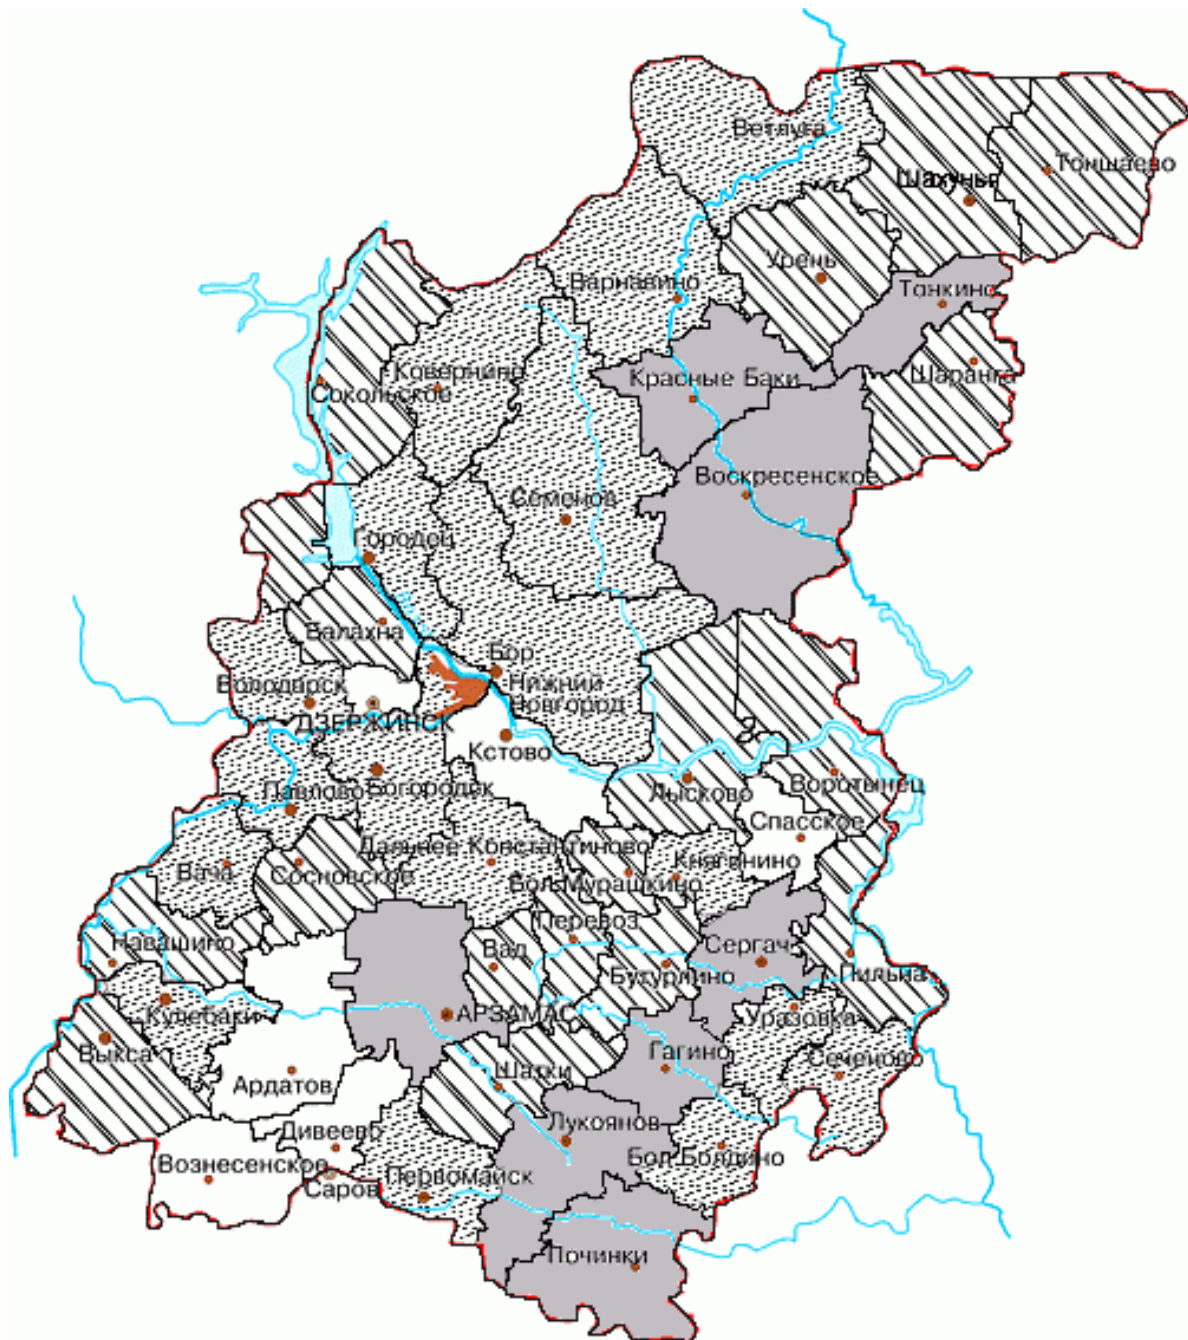 Ветлуга
Тоншаево
Шахунья
Урень
Варнавино
Тонкино
Ковернино
Красные Баки
Шаранга
Сокольское
Воскресенское
Семенов
Городец
Балахна
Бор
Володарск
Нижний
Новгород
ДЗЕРЖИНСК
Кстово
Павлово
Богородск
Лысково
Воротынец
Спасское
Дальнее Константиново
Княгинино
Вача
Сосновское
Бол.Мурашкино
Перевоз
Навашино
Вад
Сергач
Бутурлино
Пильна
Кулебаки
АРЗАМАС
Уразовка
Выкса
Гагино
Сеченово
Шатки
Ардатов
Дивеево
Лукоянов
Вознесенское
Бол.Болдино
Саров
Первомайск
Починки